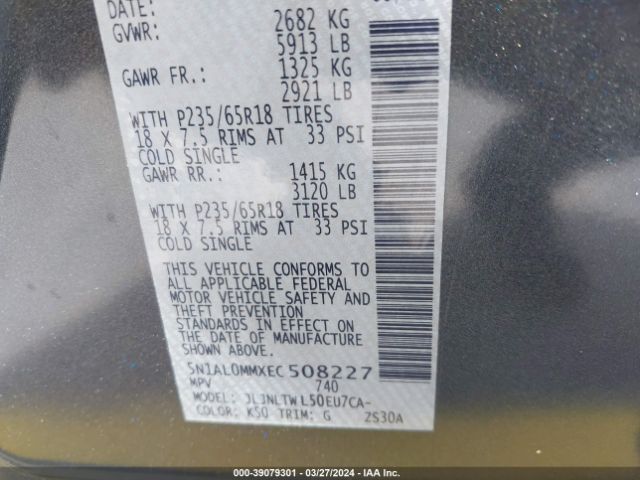 DATE:
GVWR: 2682 KG
5913 LB
GAWR FR.: 1325 KG
2921 LB
WITH P235/65R18 TIRES
18 X 7.5 RIMS AT 33 PSI
COLD SINGLE
GAWR RR.: 1415 KG
3120 LB
WITH P235/65R18 TIRES
18 X 7.5 RIMS AT 33 PSI
COLD SINGLE
THIS VEHICLE CONFORMS TO
ALL APPLICABLE FEDERAL
MOTOR VEHICLE SAFETY AND
THEFT PREVENTION
STANDARDS IN EFFECT ON
THE DATE OF MANUFACTURE
SHOWN ABOVE.
5N1AL0MMXEC508227
MPV 740
MODEL: JLJNLTWL50EU7CA-
COLOR: K50 TRIM: G ZS30A
000-39079301 | 03/27/2024 | IAA Inc.